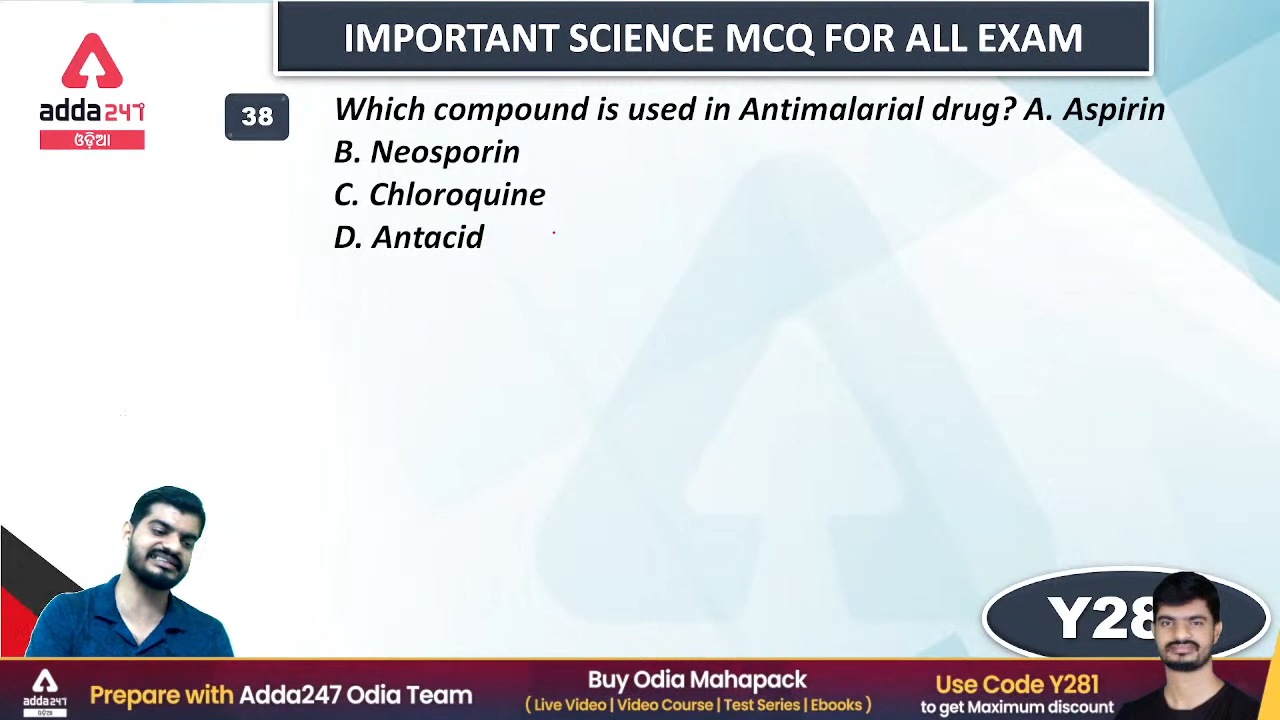 IMPORTANT SCIENCE MCQ FOR ALL EXAM
adda247
ଓଡ଼ିଆ
38
Which compound is used in Antimalarial drug? A. Aspirin
B. Neosporin
C. Chloroquine
D. Antacid
Y28
adda247
Prepare with Adda247 Odia Team
Buy Odia Mahapack
( Live Video | Video Course | Test Series | Ebooks )
Use Code Y281
to get Maximum discount